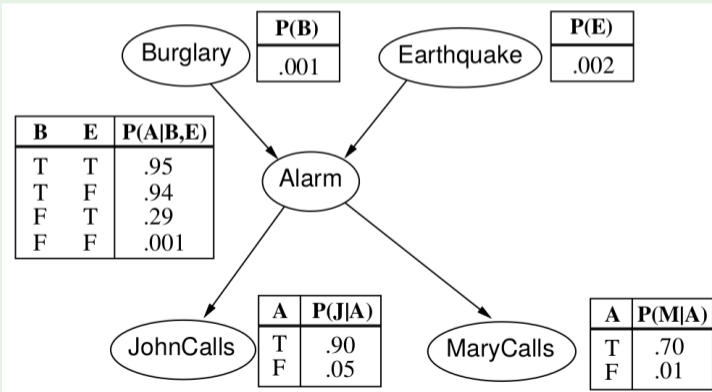 Burglary
P(B)
.001
Earthquake
P(E)
.002
B E P(A|B,E)
T T .95
T F .94
F T .29
F F .001
Alarm
JohnCalls
A P(J|A)
T .90
F .05
MaryCalls
A P(M|A)
T .70
F .01